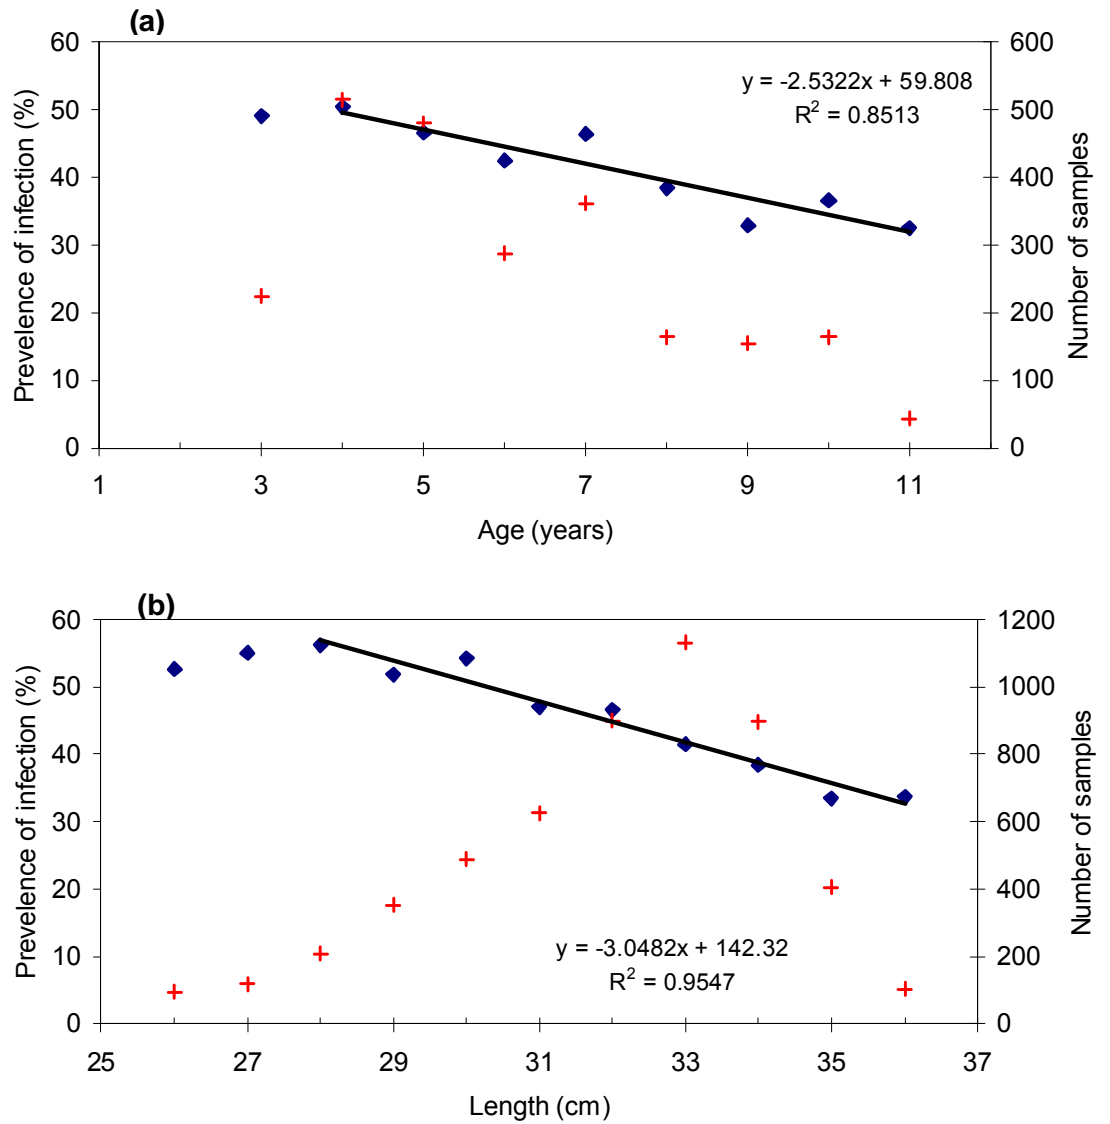 (a)
60
50
40
30
20
10
0
Prevelence of infection (%)
y = -2.5322x + 59.808
R² = 0.8513
600
500
400
300
200
100
0
Number of samples
1 3 5 7 9 11
Age (years)
(b)
60
50
40
30
20
10
0
Prevelence of infection (%)
y = -3.0482x + 142.32
R² = 0.9547
1200
1000
800
600
400
200
0
Number of samples
25 27 29 31 33 35 37
Length (cm)